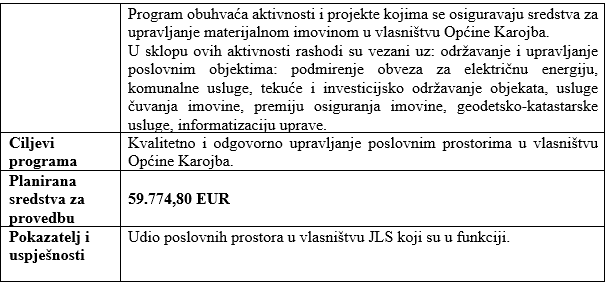 Program obuhvaća aktivnosti i projekte kojima se osiguravaju sredstva za
upravljanje materijalnom imovinom u vlasništvu Općine Karojba.
U sklopu ovih aktivnosti rashodi su vezani uz: održavanje i upravljanje
poslovnim objektima: podmirenje obveza za električnu energiju,
komunalne usluge, tekuće i investicijsko održavanje objekata, usluge
čuvanja imovine, premiju osiguranja imovine, geodetsko-katastarske
usluge, informatizaciju uprave.
Ciljevi
programa
Kvalitetno i odgovorno upravljanje poslovnim prostorima u vlasništvu
Općine Karojba.
Planirana
sredstva za
provedbu
59.774,80 EUR
Pokazatelj i
uspješnosti
Udio poslovnih prostora u vlasništvu JLS koji su u funkciji.